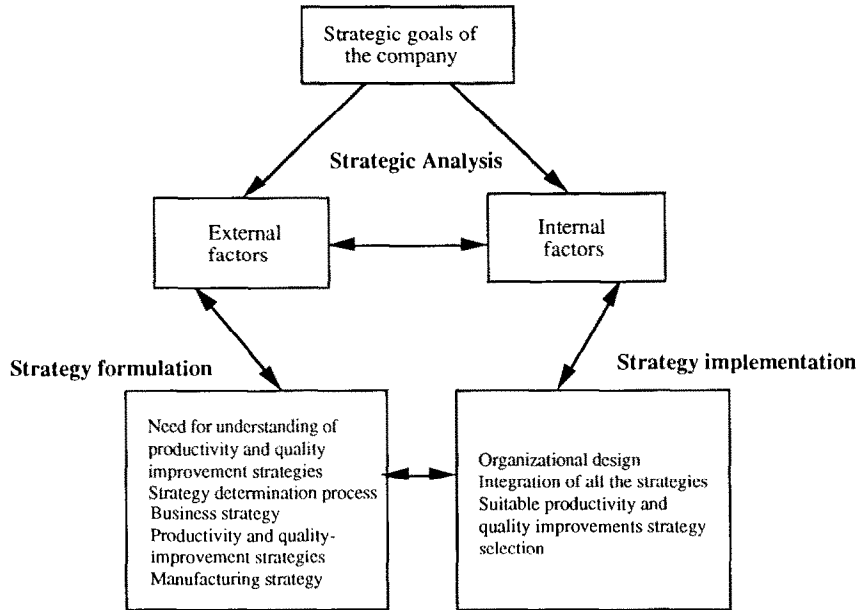 Strategic goals of
the company
Strategic Analysis
External
factors
Internal
factors
Strategy formulation
Strategy implementation
Need for understanding of
productivity and quality
improvement strategies
Strategy determination process
Business strategy
Productivity and quality-
improvement strategies
Manufacturing strategy
Organizational design
Integration of all the strategies
Suitable productivity and
quality improvements strategy
selection